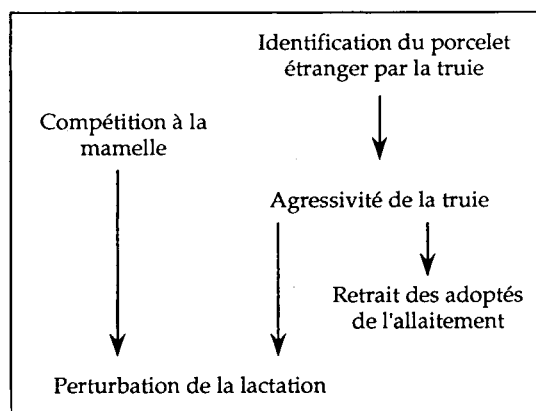 Identification du porcelet
étranger par la truie
Compétition à la
mamelle
Agressivité de la truie
Retrait des adoptés
de l'allaitement
Perturbation de la lactation